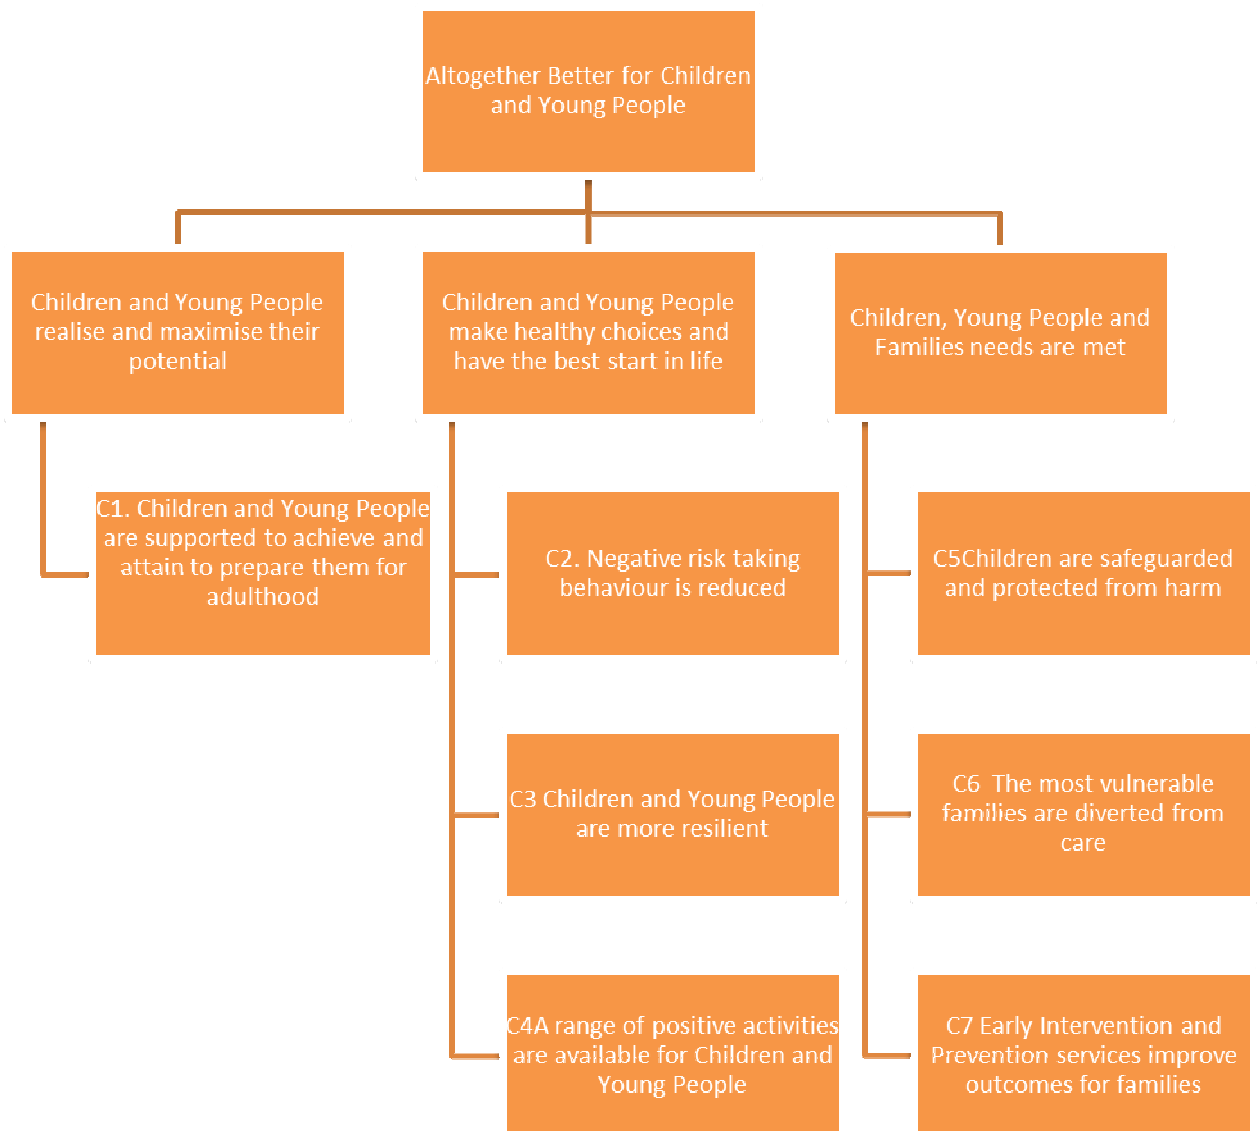 Altogether Better for Children
and Young People
Children and Young People
realise and maximise their
potential
Children and Young People
make healthy choices and
have the best start in life
Children, Young People and
Families needs are met
C1. Children and Young People
are supported to achieve and
attain to prepare them for
adulthood
C2. Negative risk taking
behaviour is reduced
C5Children are safeguarded
and protected from harm
C3 Children and Young People
are more resilient
C6  The most vulnerable
families are diverted from
care
C4A range of positive activities
are available for Children and
Young People
C7 Early Intervention and
Prevention services improve
outcomes for families